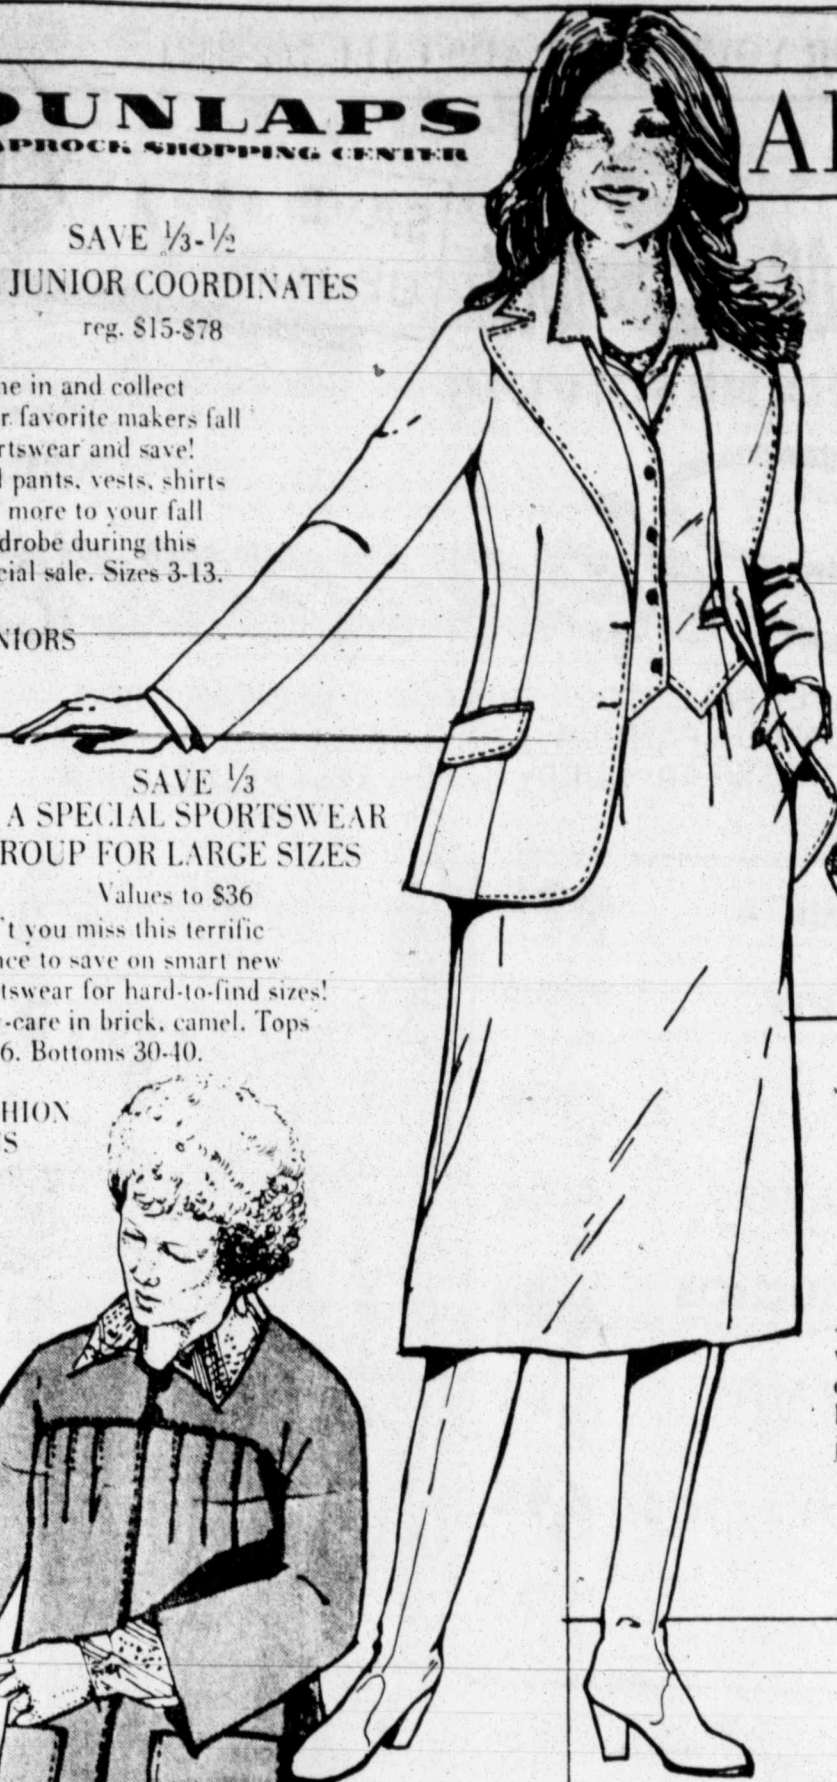 DUNLAPS
APROCK SHOPPING CENTER
SAVE ⅓-½
JUNIOR COORDINATES
reg. $15-$78
me in and collect
r favorite makers fall
rtswear and save!
d pants, vests, shirts
more to your fall
drobe during this
cial sale. Sizes 3-13.
NIORS
SAVE ⅓
A SPECIAL SPORTSWEAR
ROUP FOR LARGE SIZES
Values to $36
't you miss this terrific
nce to save on smart new
tswear for hard-to-find sizes!
-care in brick, camel. Tops
6. Bottoms 30-40.
HION
S